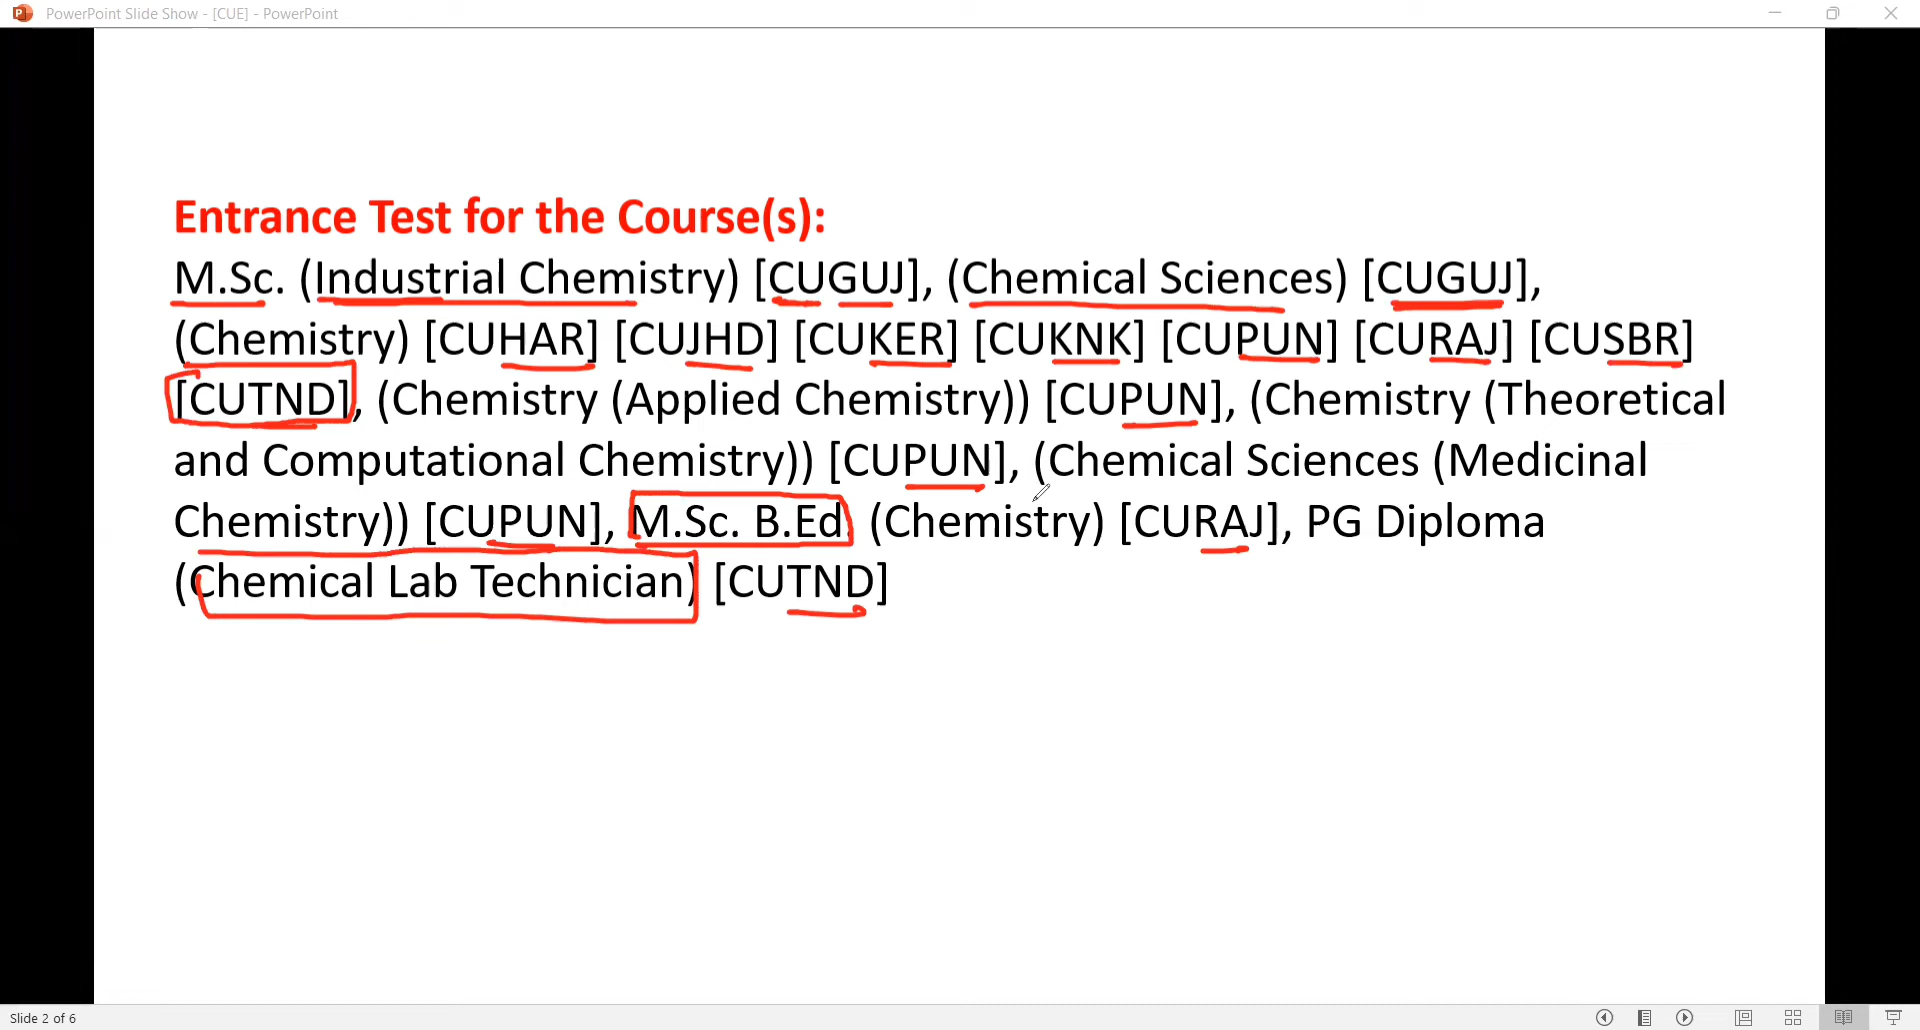 PowerPoint Slide Show - [CUE] - PowerPoint
Entrance Test for the Course(s):
M.Sc. (Industrial Chemistry) [CUGUJ], (Chemical Sciences) [CUGUJ],
(Chemistry) [CUHAR] [CUJHD] [CUKER] [CUKNK] [CUPUN] [CURAJ] [CUSBR]
[CUTND], (Chemistry (Applied Chemistry)) [CUPUN], (Chemistry (Theoretical
and Computational Chemistry)) [CUPUN], (Chemical Sciences (Medicinal
Chemistry)) [CUPUN], M.Sc. B.Ed. (Chemistry) [CURAJ], PG Diploma
(Chemical Lab Technician) [CUTND]
Slide 2 of 6